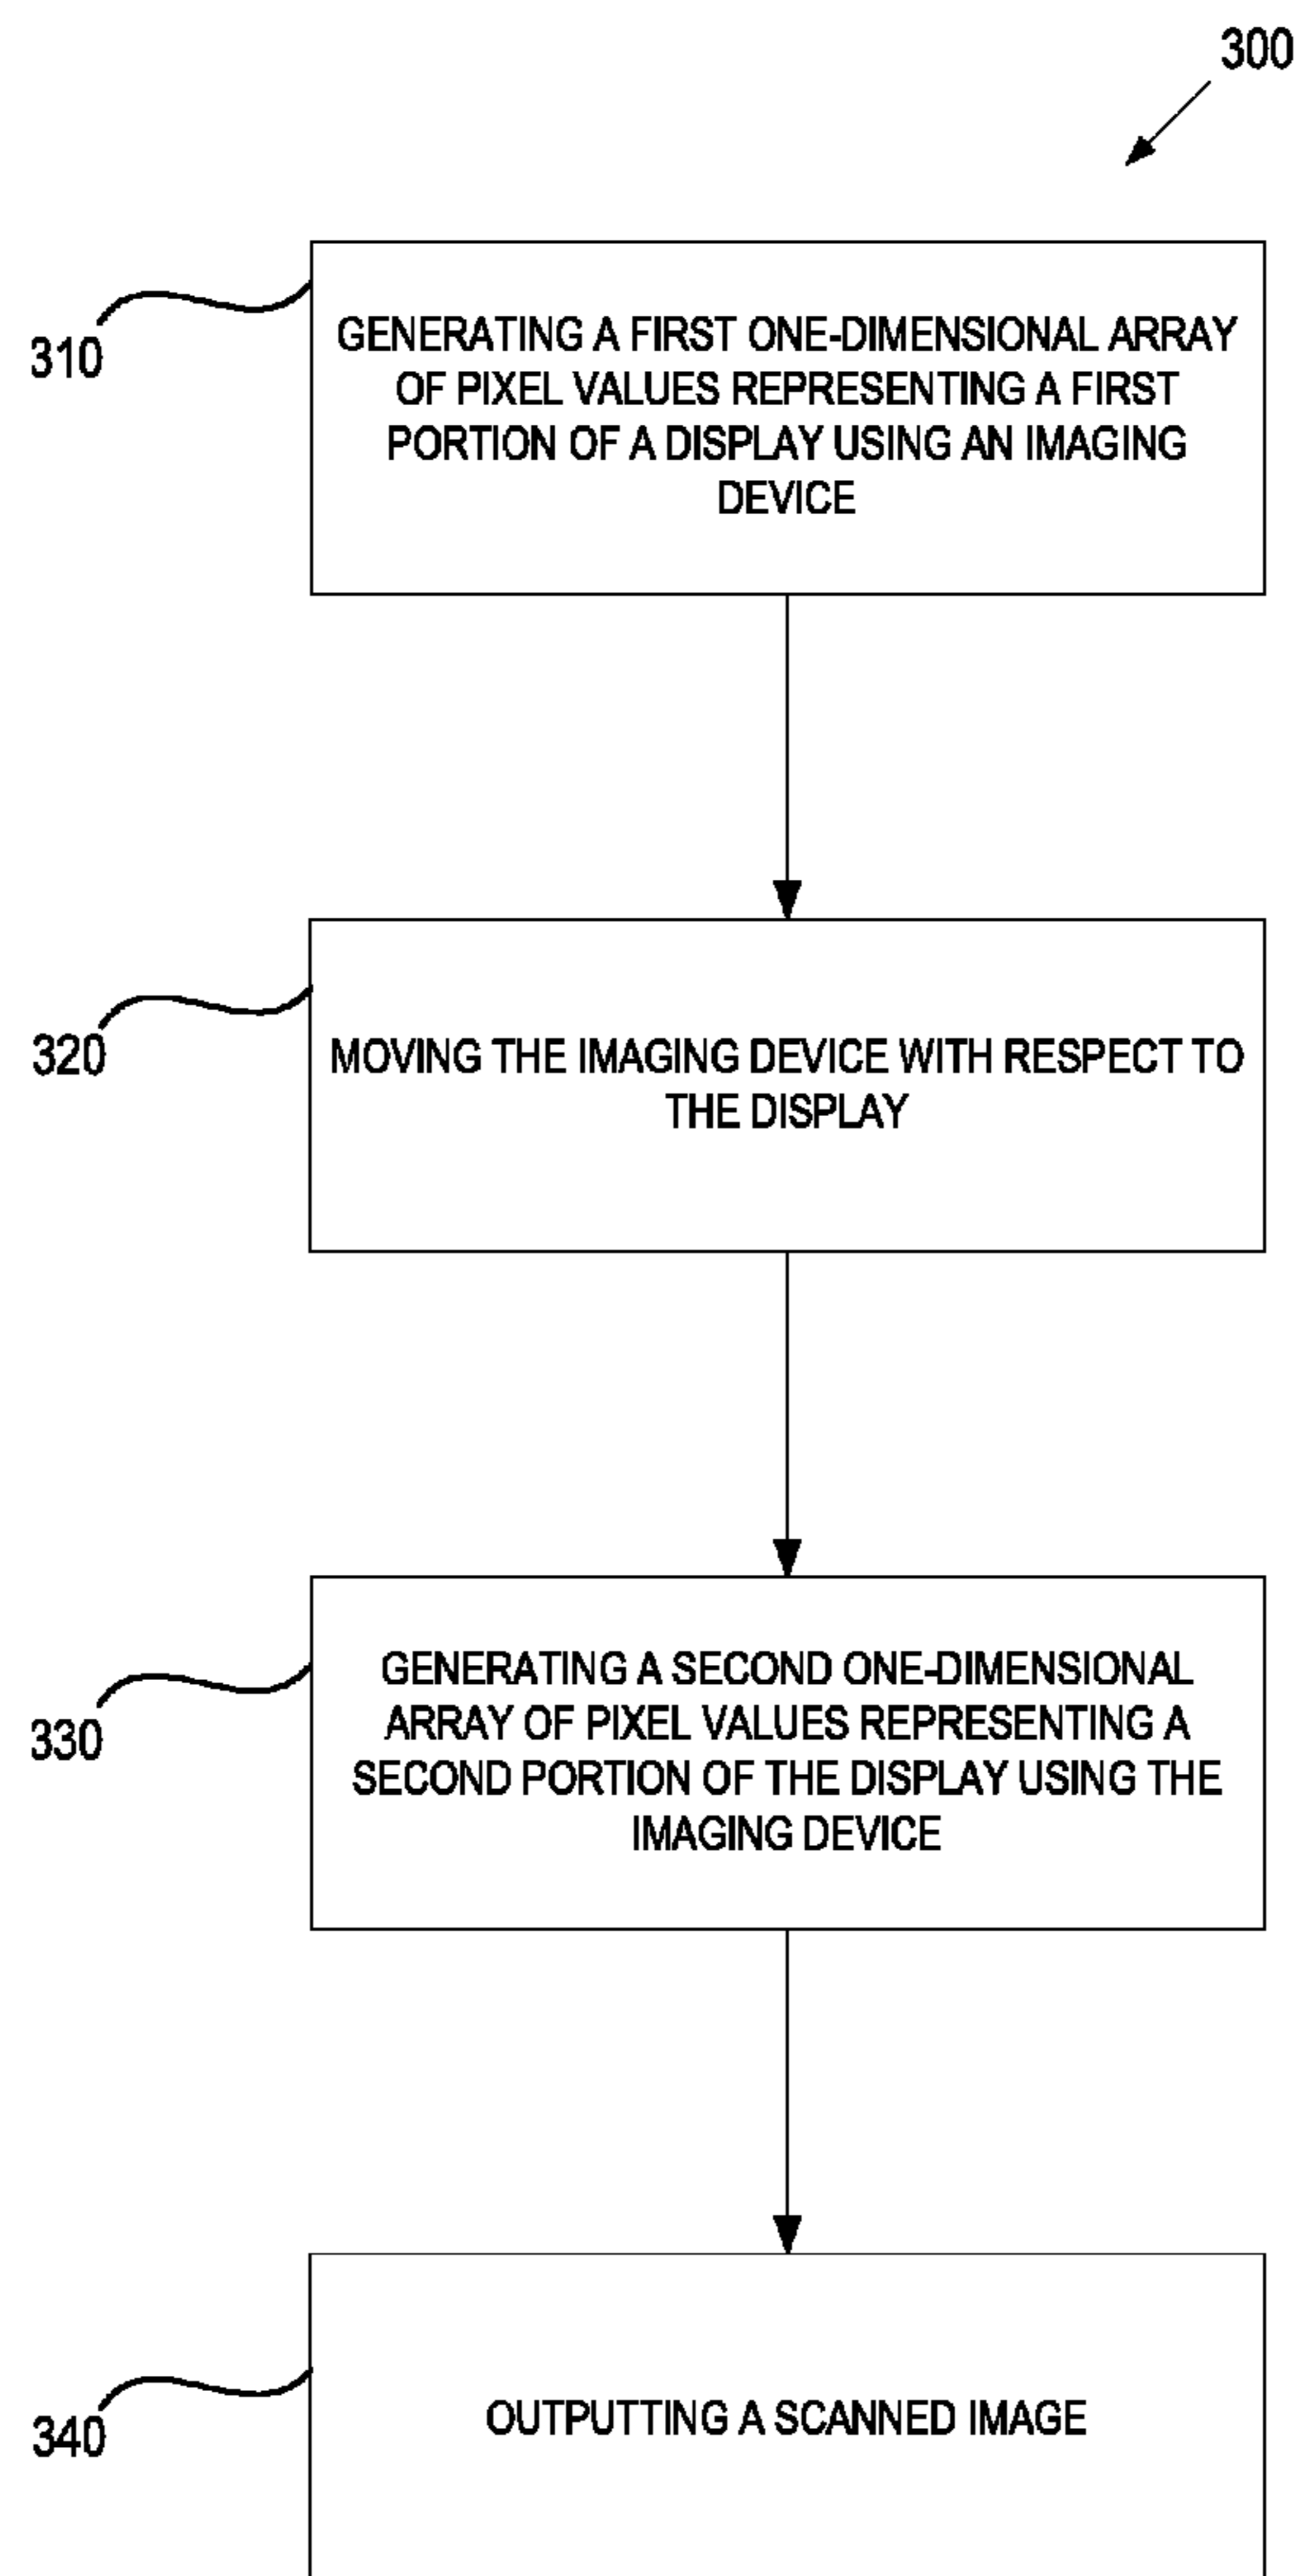 300
310
GENERATING A FIRST ONE-DIMENSIONAL ARRAY
OF PIXEL VALUES REPRESENTING A FIRST
PORTION OF A DISPLAY USING AN IMAGING
DEVICE
320
MOVING THE IMAGING DEVICE WITH RESPECT TO
THE DISPLAY
330
GENERATING A SECOND ONE-DIMENSIONAL
ARRAY OF PIXEL VALUES REPRESENTING A
SECOND PORTION OF THE DISPLAY USING THE
IMAGING DEVICE
340
OUTPUTTING A SCANNED IMAGE